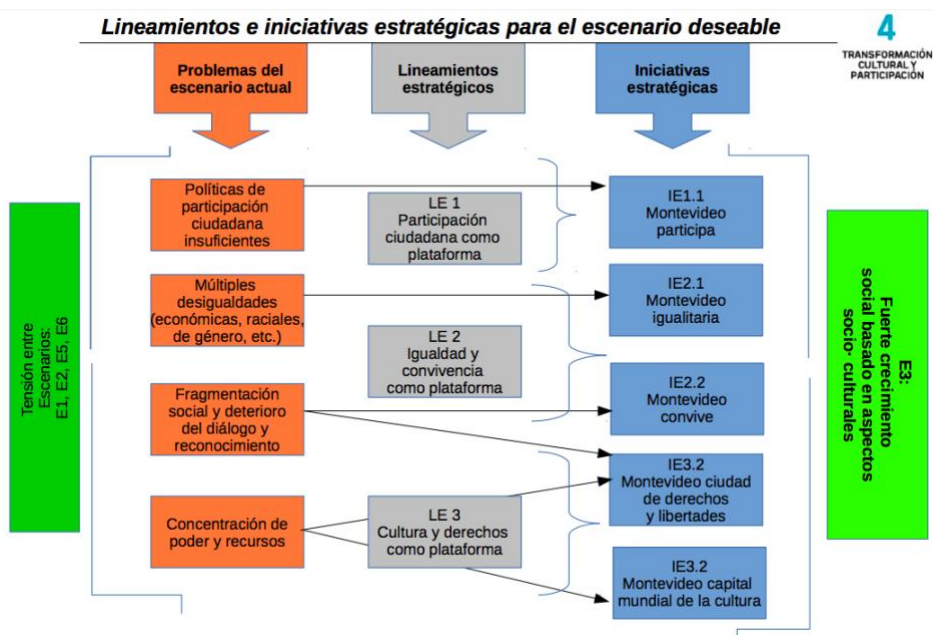 Lineamientos e iniciativas estratégicas para el escenario deseable
4
TRANSFORMACIÓN
CULTURAL Y
PARTICIPACIÓN
Problemas del
escenario actual
Lineamientos
estratégicos
Iniciativas
estratégicas
Tensión entre
Escenarios:
E1, E2, E5, E6
Políticas de
participación
ciudadana
insuficientes
LE 1
Participación
ciudadana como
plataforma
IE1.1
Montevideo
participa
Múltiples
desigualdades
(económicas, raciales,
de género, etc.)
LE 2
Igualdad y
convivencia
como plataforma
IE2.1
Montevideo
igualitaria
Fragmentación
social y deterioro
del diálogo y
reconocimiento
IE2.2
Montevideo
convive
Concentración de
poder y recursos
LE 3
Cultura y derechos
como plataforma
IE3.2
Montevideo ciudad
de derechos
y libertades
IE3.2
Montevideo capital
mundial de la cultura
E3:
Fuerte crecimiento
social basado en aspectos
socio· culturales